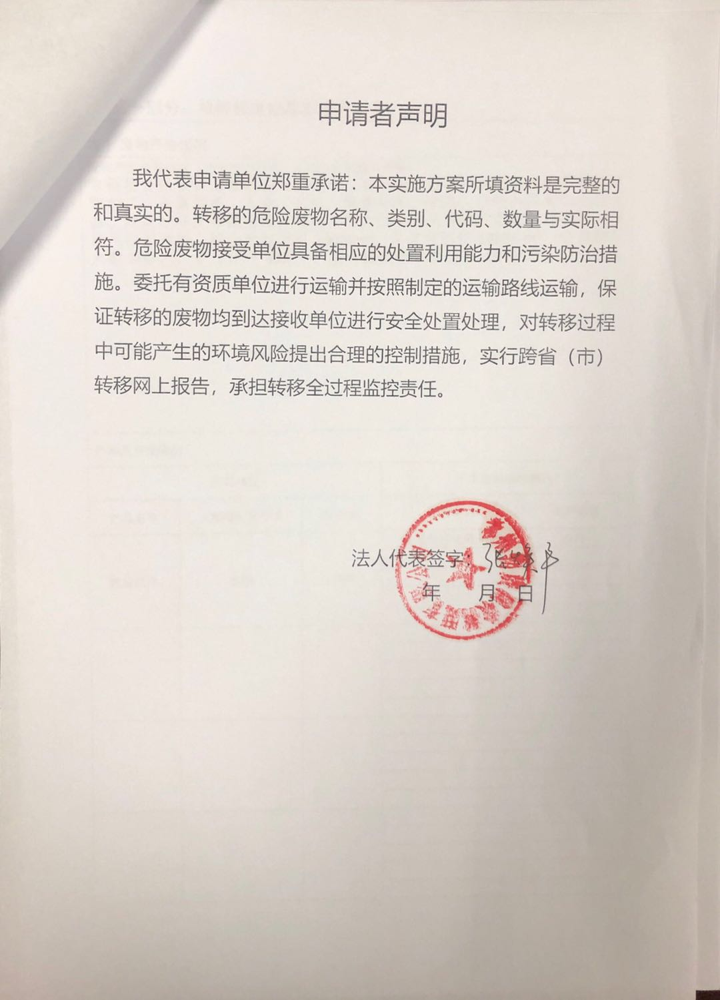 申请者声明
我代表申请单位郑重承诺：本实施方案所填资料是完整的
和真实的。转移的危险废物名称、类别、代码、数量与实际相
符。危险废物接受单位具备相应的处置利用能力和污染防治措
施。委托有资质单位进行运输并按照制定的运输路线运输，保
证转移的废物均到达接收单位进行安全处置处理，对转移过程
中可能产生的环境风险提出合理的控制措施，实行跨省（市）
转移网上报告，承担转移全过程监控责任。
法人代表签字：张
年 月 日